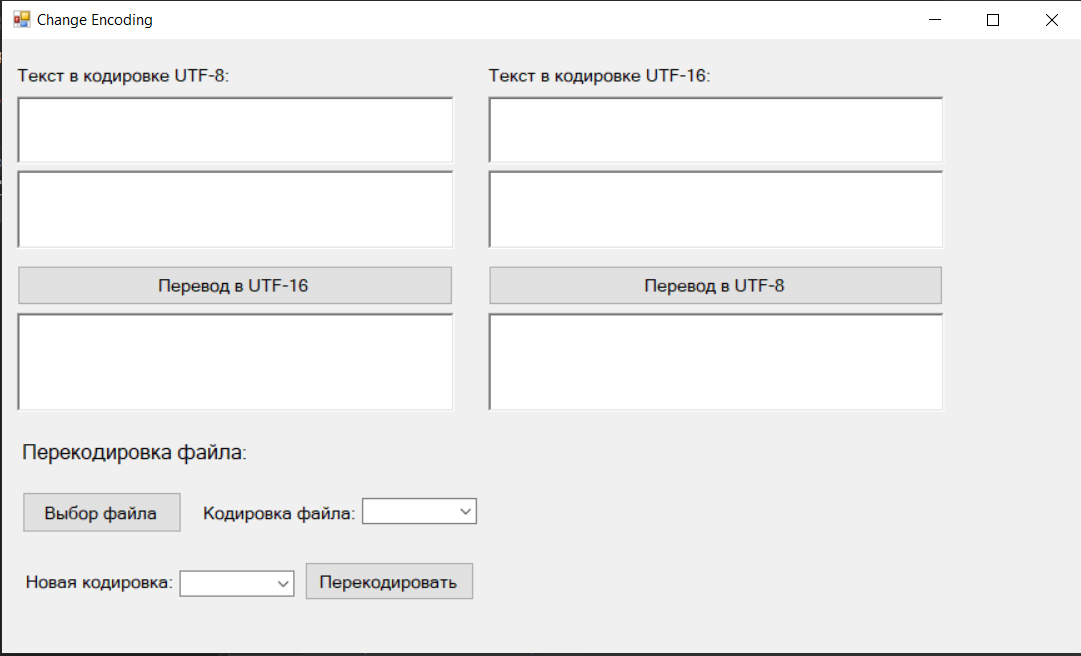 Change Encoding
Текст в кодировке UTF-8:
Текст в кодировке UTF-16:
Перевод в UTF-16
Перевод в UTF-8
Перекодировка файла:
Выбор файла
Кодировка файла:
Новая кодировка:
Перекодировать